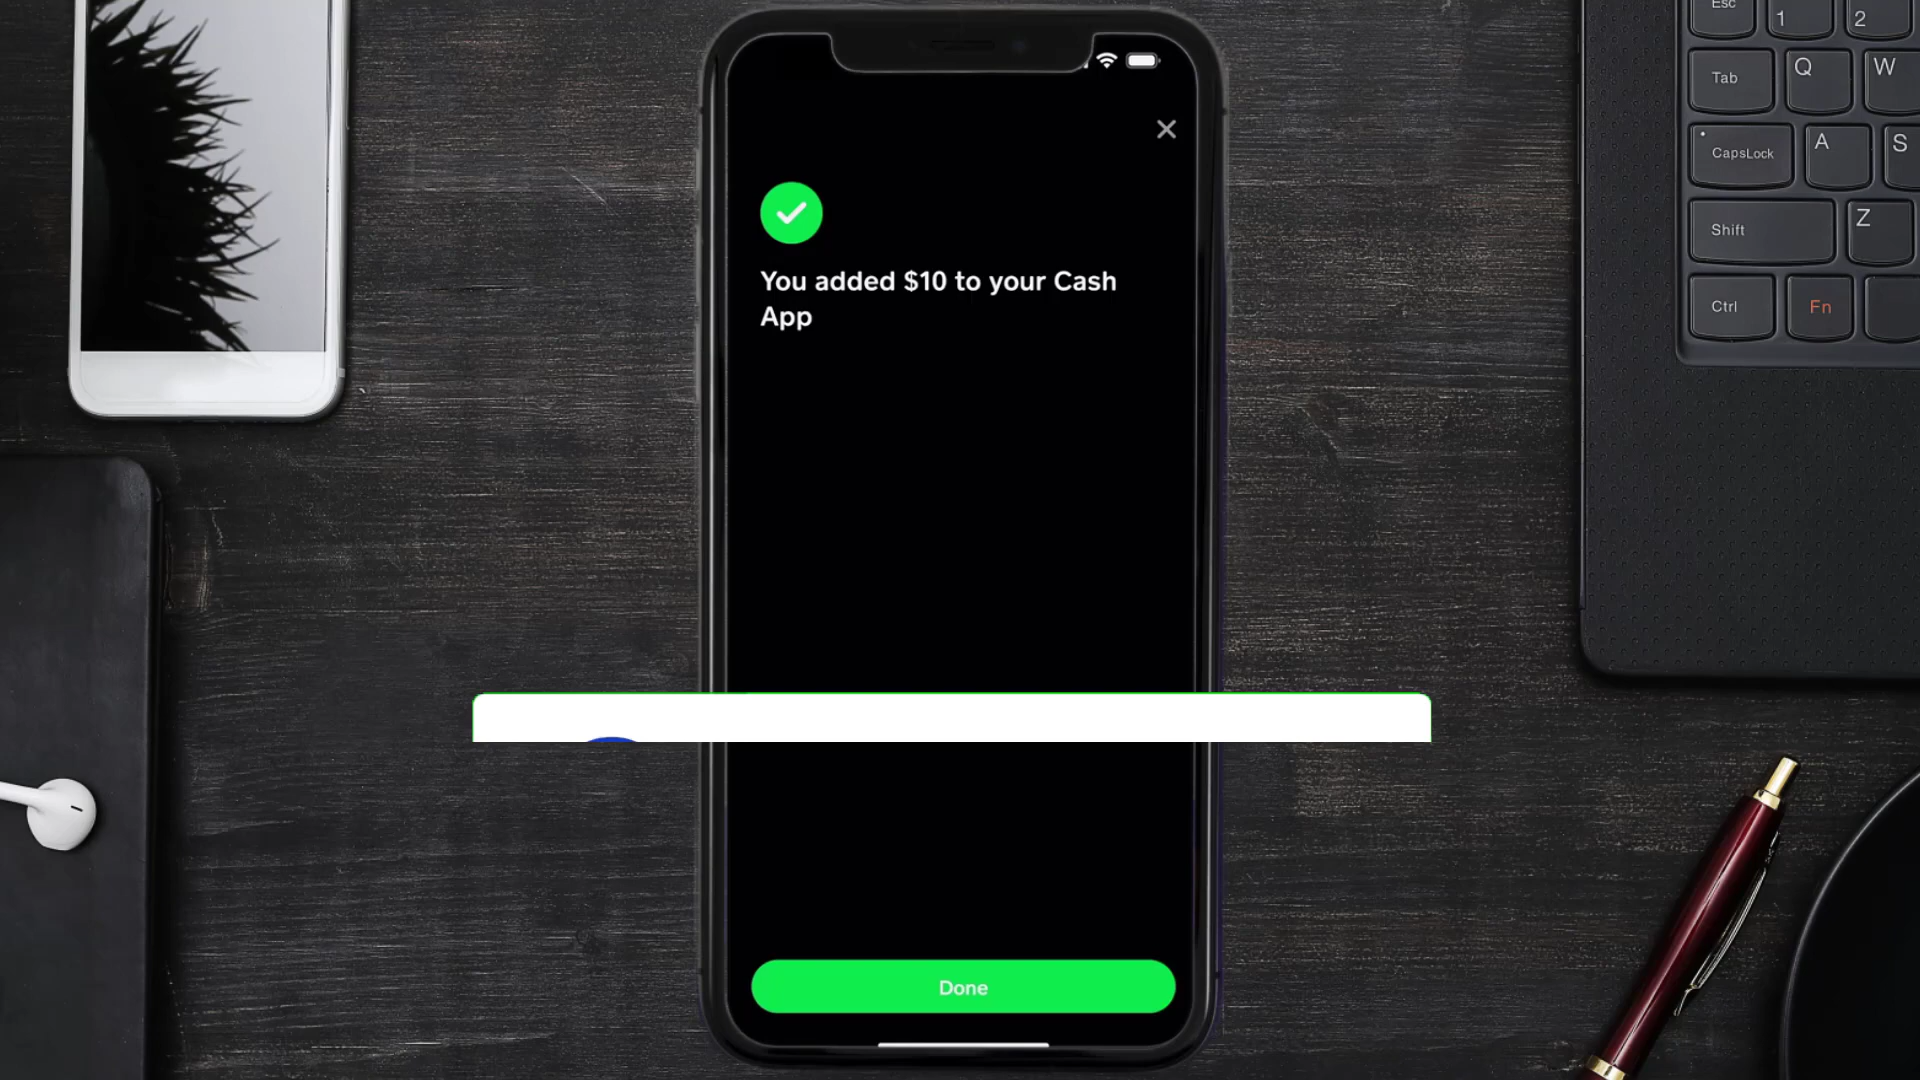 You added $10 to your Cash
App
Done
Esc
1
2
Tab
Q
W
CapsLock
A
S
Shift
Z
Ctrl
Fn